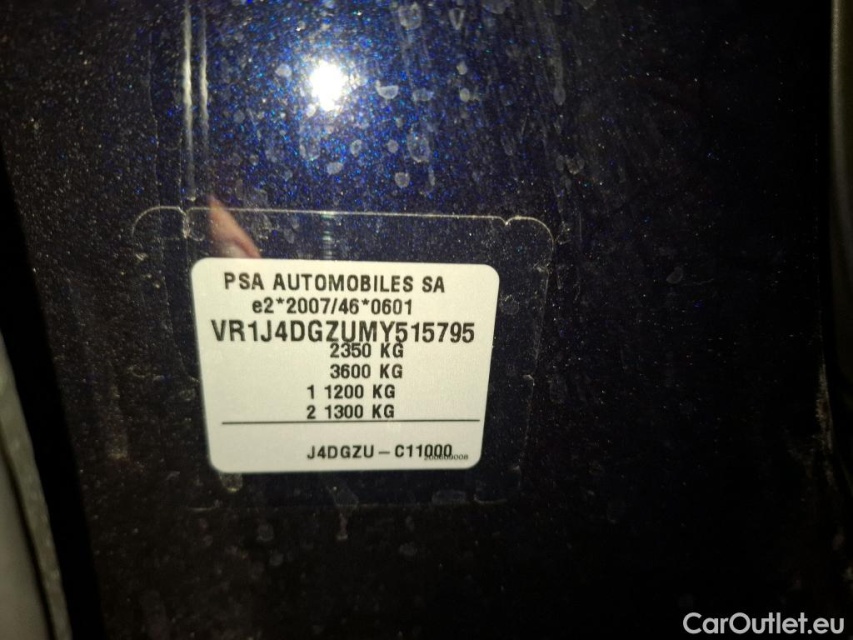 PSA AUTOMOBILES SA
e2*2007/46*0601
VR1J4DGZUMY515795
2350 KG
3600 KG
1 1200 KG
2 1300 KG
J4DGZU – C11000
CarOutlet.eu